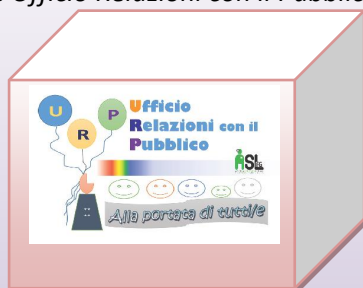 Ufficio Relazioni con il Pubblico
U
R
P
Ufficio
Relazioni con il
Pubblico
ASL
Alla portata di tutti/e